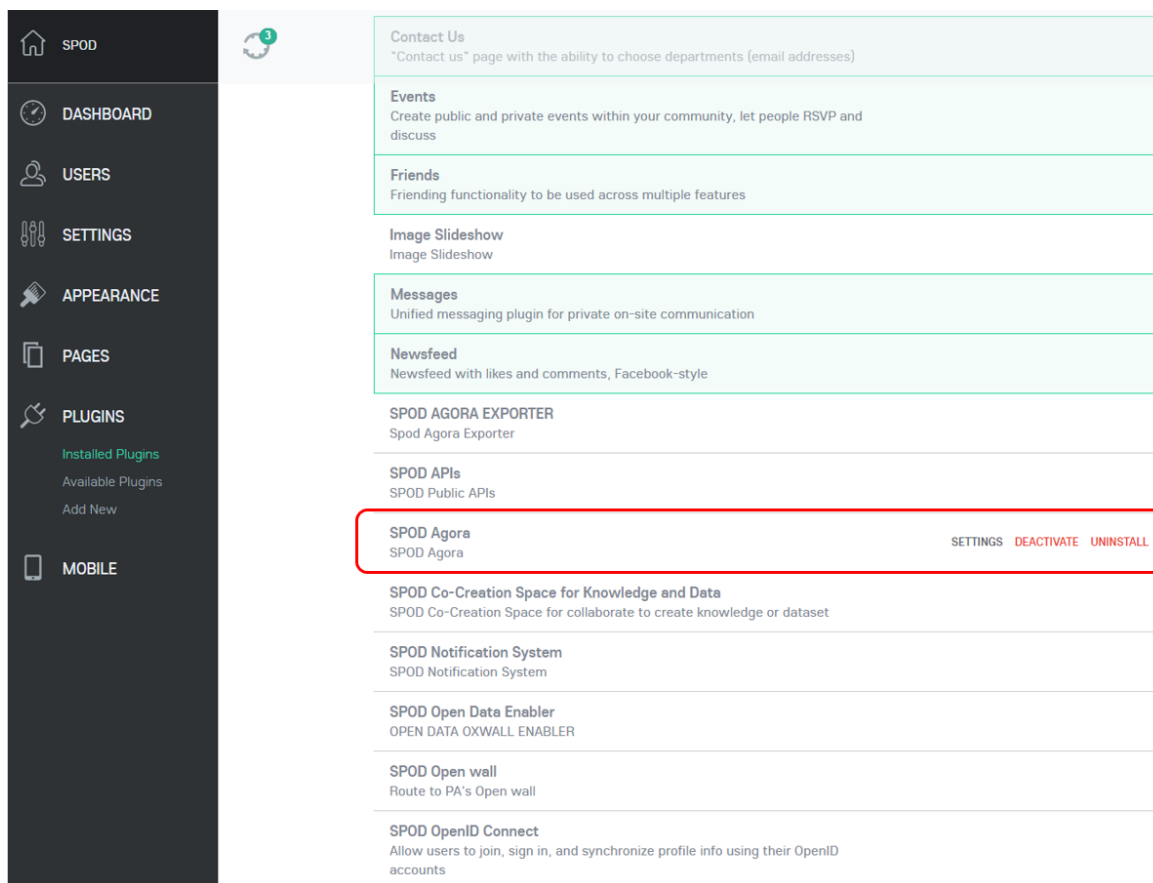 SPOD
3
DASHBOARD
USERS
SETTINGS
APPEARANCE
PAGES
PLUGINS
Installed Plugins
Available Plugins
Add New
MOBILE
Contact Us
"Contact us" page with the ability to choose departments (email addresses)
Events
Create public and private events within your community, let people RSVP and
discuss
Friends
Friending functionality to be used across multiple features
Image Slideshow
Image Slideshow
Messages
Unified messaging plugin for private on-site communication
Newsfeed
Newsfeed with likes and comments, Facebook-style
SPOD AGORA EXPORTER
Spod Agora Exporter
SPOD APIs
SPOD Public APIs
SPOD Agora
SPOD Agora
SETTINGS DEACTIVATE UNINSTALL
SPOD Co-Creation Space for Knowledge and Data
SPOD Co-Creation Space for collaborate to create knowledge or dataset
SPOD Notification System
SPOD Notification System
SPOD Open Data Enabler
OPEN DATA OXWALL ENABLER
SPOD Open wall
Route to PA's Open wall
SPOD OpenID Connect
Allow users to join, sign in, and synchronize profile info using their OpenID
accounts